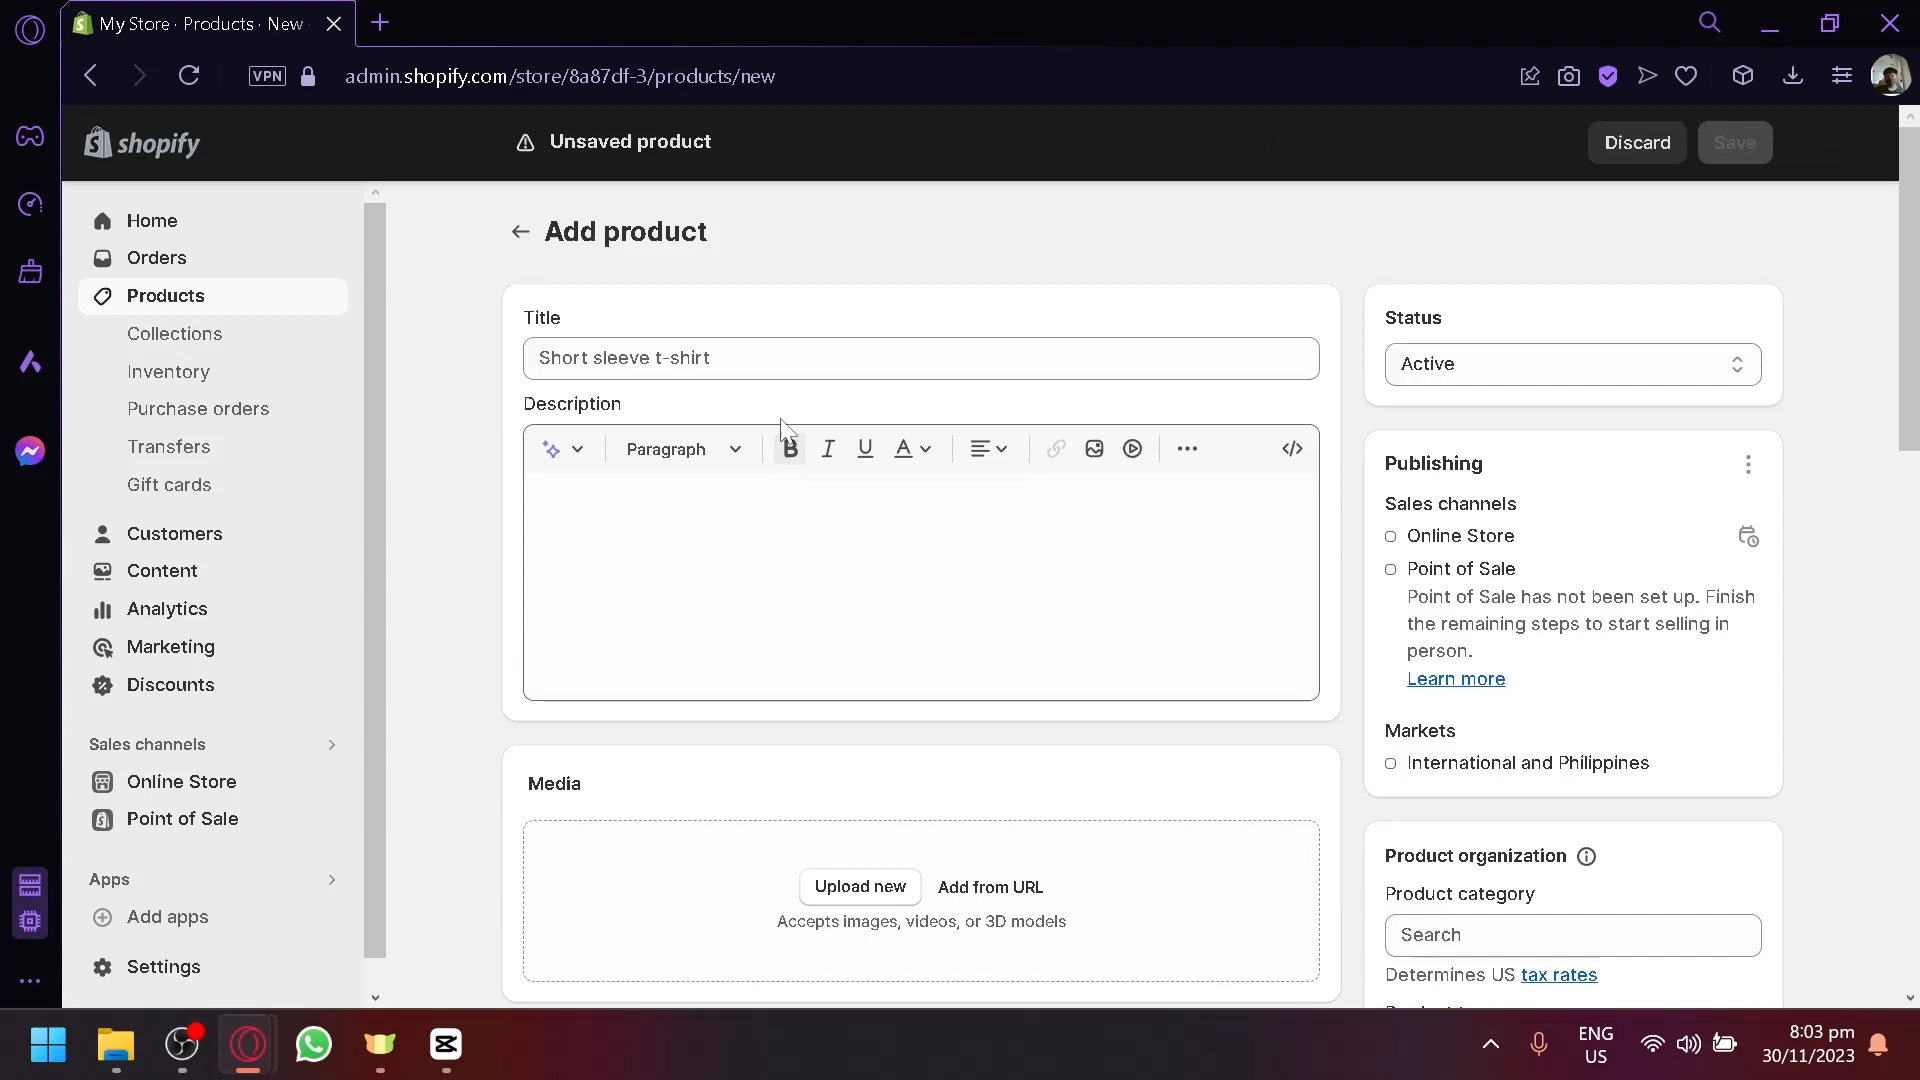 My Store · Products · New
VPN
admin.shopify.com/store/8a87df-3/products/new
shopify
Unsaved product
Discard
Save
Home
Orders
Products
Collections
Inventory
Purchase orders
Transfers
Gift cards
Customers
Content
Analytics
Marketing
Discounts
Sales channels
Online Store
Point of Sale
Apps
Add apps
Settings
Add product
Title
Short sleeve t-shirt
Description
Paragraph
B I U A
Media
Upload new
Add from URL
Accepts images, videos, or 3D models
Status
Active
Publishing
Sales channels
Online Store
Point of Sale
Point of Sale has not been set up. Finish
the remaining steps to start selling in
person.
Learn more
Markets
International and Philippines
Product organization
Product category
Search
Determines US tax rates
ENG
US
8:03 pm
30/11/2023